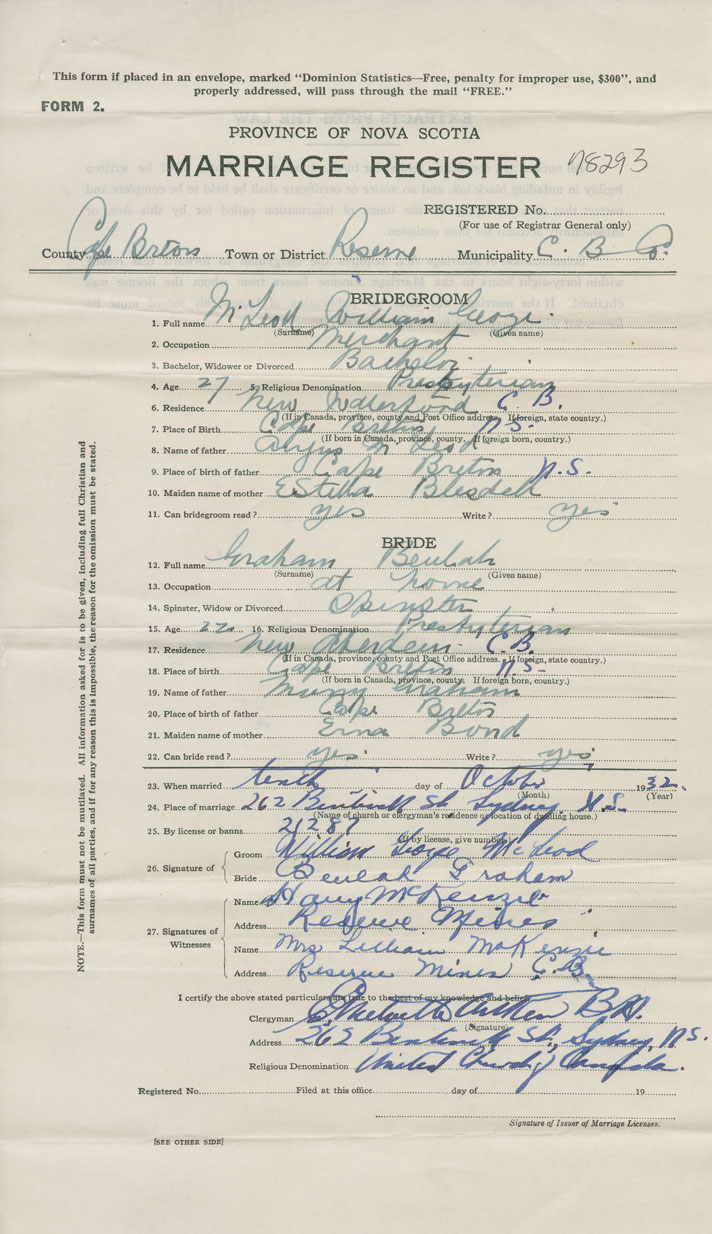 This form if placed in an envelope, marked "Dominion Statistics—Free, penalty for improper use, $300", and
properly addressed, will pass through the mail "FREE."
FORM 2.
PROVINCE OF NOVA SCOTIA
MARRIAGE REGISTER 78293
REGISTERED No.
(For use of Registrar General only)
County Cape Breton Town or District Reserve Municipality C. B. Co.
BRIDEGROOM
1. Full name McLeod William George
(Surname) (Given name)
2. Occupation Merchant
3. Bachelor, Widower or Divorced Bachelor
4. Age 27 5. Religious Denomination Presbyterian
6. Residence New Waterford C. B.
(If in Canada, province, county and Post Office address. If foreign, state country.)
7. Place of Birth Cape Breton N.S.
(If born in Canada, province, county. If foreign born, country.)
8. Name of father Angus McLeod
9. Place of birth of father Cape Breton N.S.
10. Maiden name of mother Estella Blesdell
11. Can bridegroom read? yes Write? yes
BRIDE
12. Full name Graham Beulah
(Surname) (Given name)
13. Occupation at home
14. Spinster, Widow or Divorced Spinster
15. Age 22 16. Religious Denomination Presbyterian
17. Residence New Aberdeen C.B.
(If in Canada, province, county and Post Office address. If foreign, state country.)
18. Place of birth Cape Breton N.S.
(If born in Canada, province, county. If foreign born, country.)
19. Name of father Murray Graham
20. Place of birth of father Cape Breton
21. Maiden name of mother Erna Bond
22. Can bride read? yes Write? yes
23. When married tenth day of October 1932.
(Month) (Year)
24. Place of marriage 262 Bentinck St. Sydney, N.S.
(Name of church or clergyman's residence or location of dwelling house.)
25. By license or banns 21287
(If by license, give number)
26. Signature of
Groom William George McLeod
Bride Beulah Graham
27. Signatures of Witnesses
Name Harry McKenzie
Address Reserve Mines
Name Mrs Lilliam McKenzie
Address Reserve Mines C.B.
I certify the above stated particulars are true to the best of my knowledge and belief.
Clergyman Aitken B.D.
(Signature)
Address 262 Bentinck St., Sydney, N.S.
Religious Denomination United Church of Canada.
Registered No. Filed at this office day of 19
Signature of Issuer of Marriage Licenses.
[SEE OTHER SIDE]
NOTE.—This form must not be mutilated. All information asked for is to be given, including full Christian and
surnames of all parties, and if for any reason this is impossible, the reason for the omission must be stated.